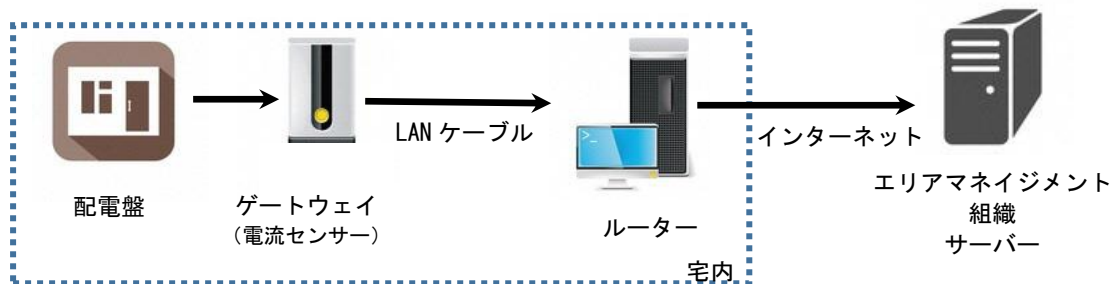 LAN ケーブル
インターネット
配電盤
ゲートウェイ
（電流センサー）
ルーター
宅内
エリアマネイジメント
組織
サーバー
>_